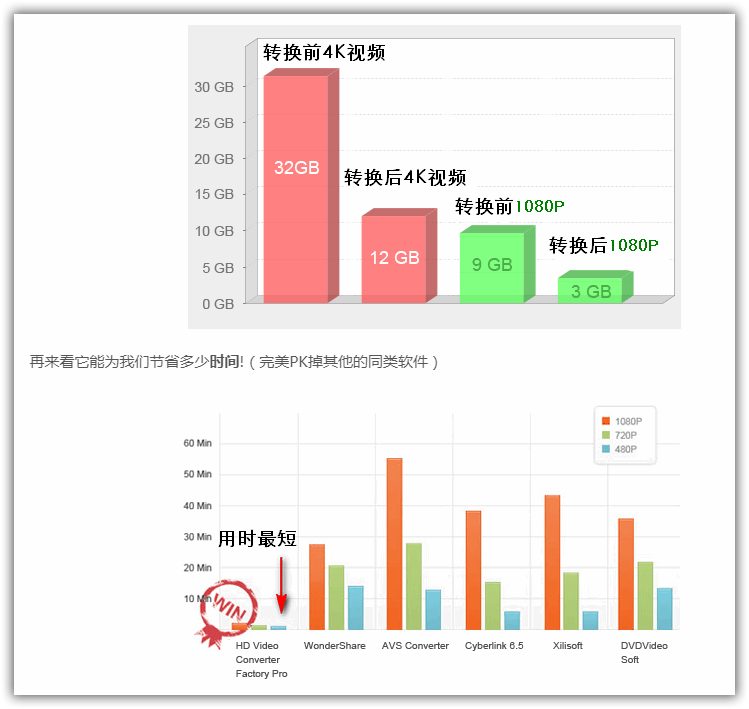 转换前4K视频
30 GB
25 GB
20 GB
15 GB
10 GB
5 GB
0 GB
32GB
转换后4K视频
12 GB
转换前1080P
9 GB
转换后1080P
3 GB
再来看它能为我们节省多少时间!（完美PK掉其他的同类软件）
1080P
720P
480P
60 Min
50 Min
40 Min
30 Min
20 Min
10 Min
用时最短
WIN
HD Video
Converter
Factory Pro
WonderShare
AVS Converter
Cyberlink 6.5
Xilisoft
DVDVideo
Soft